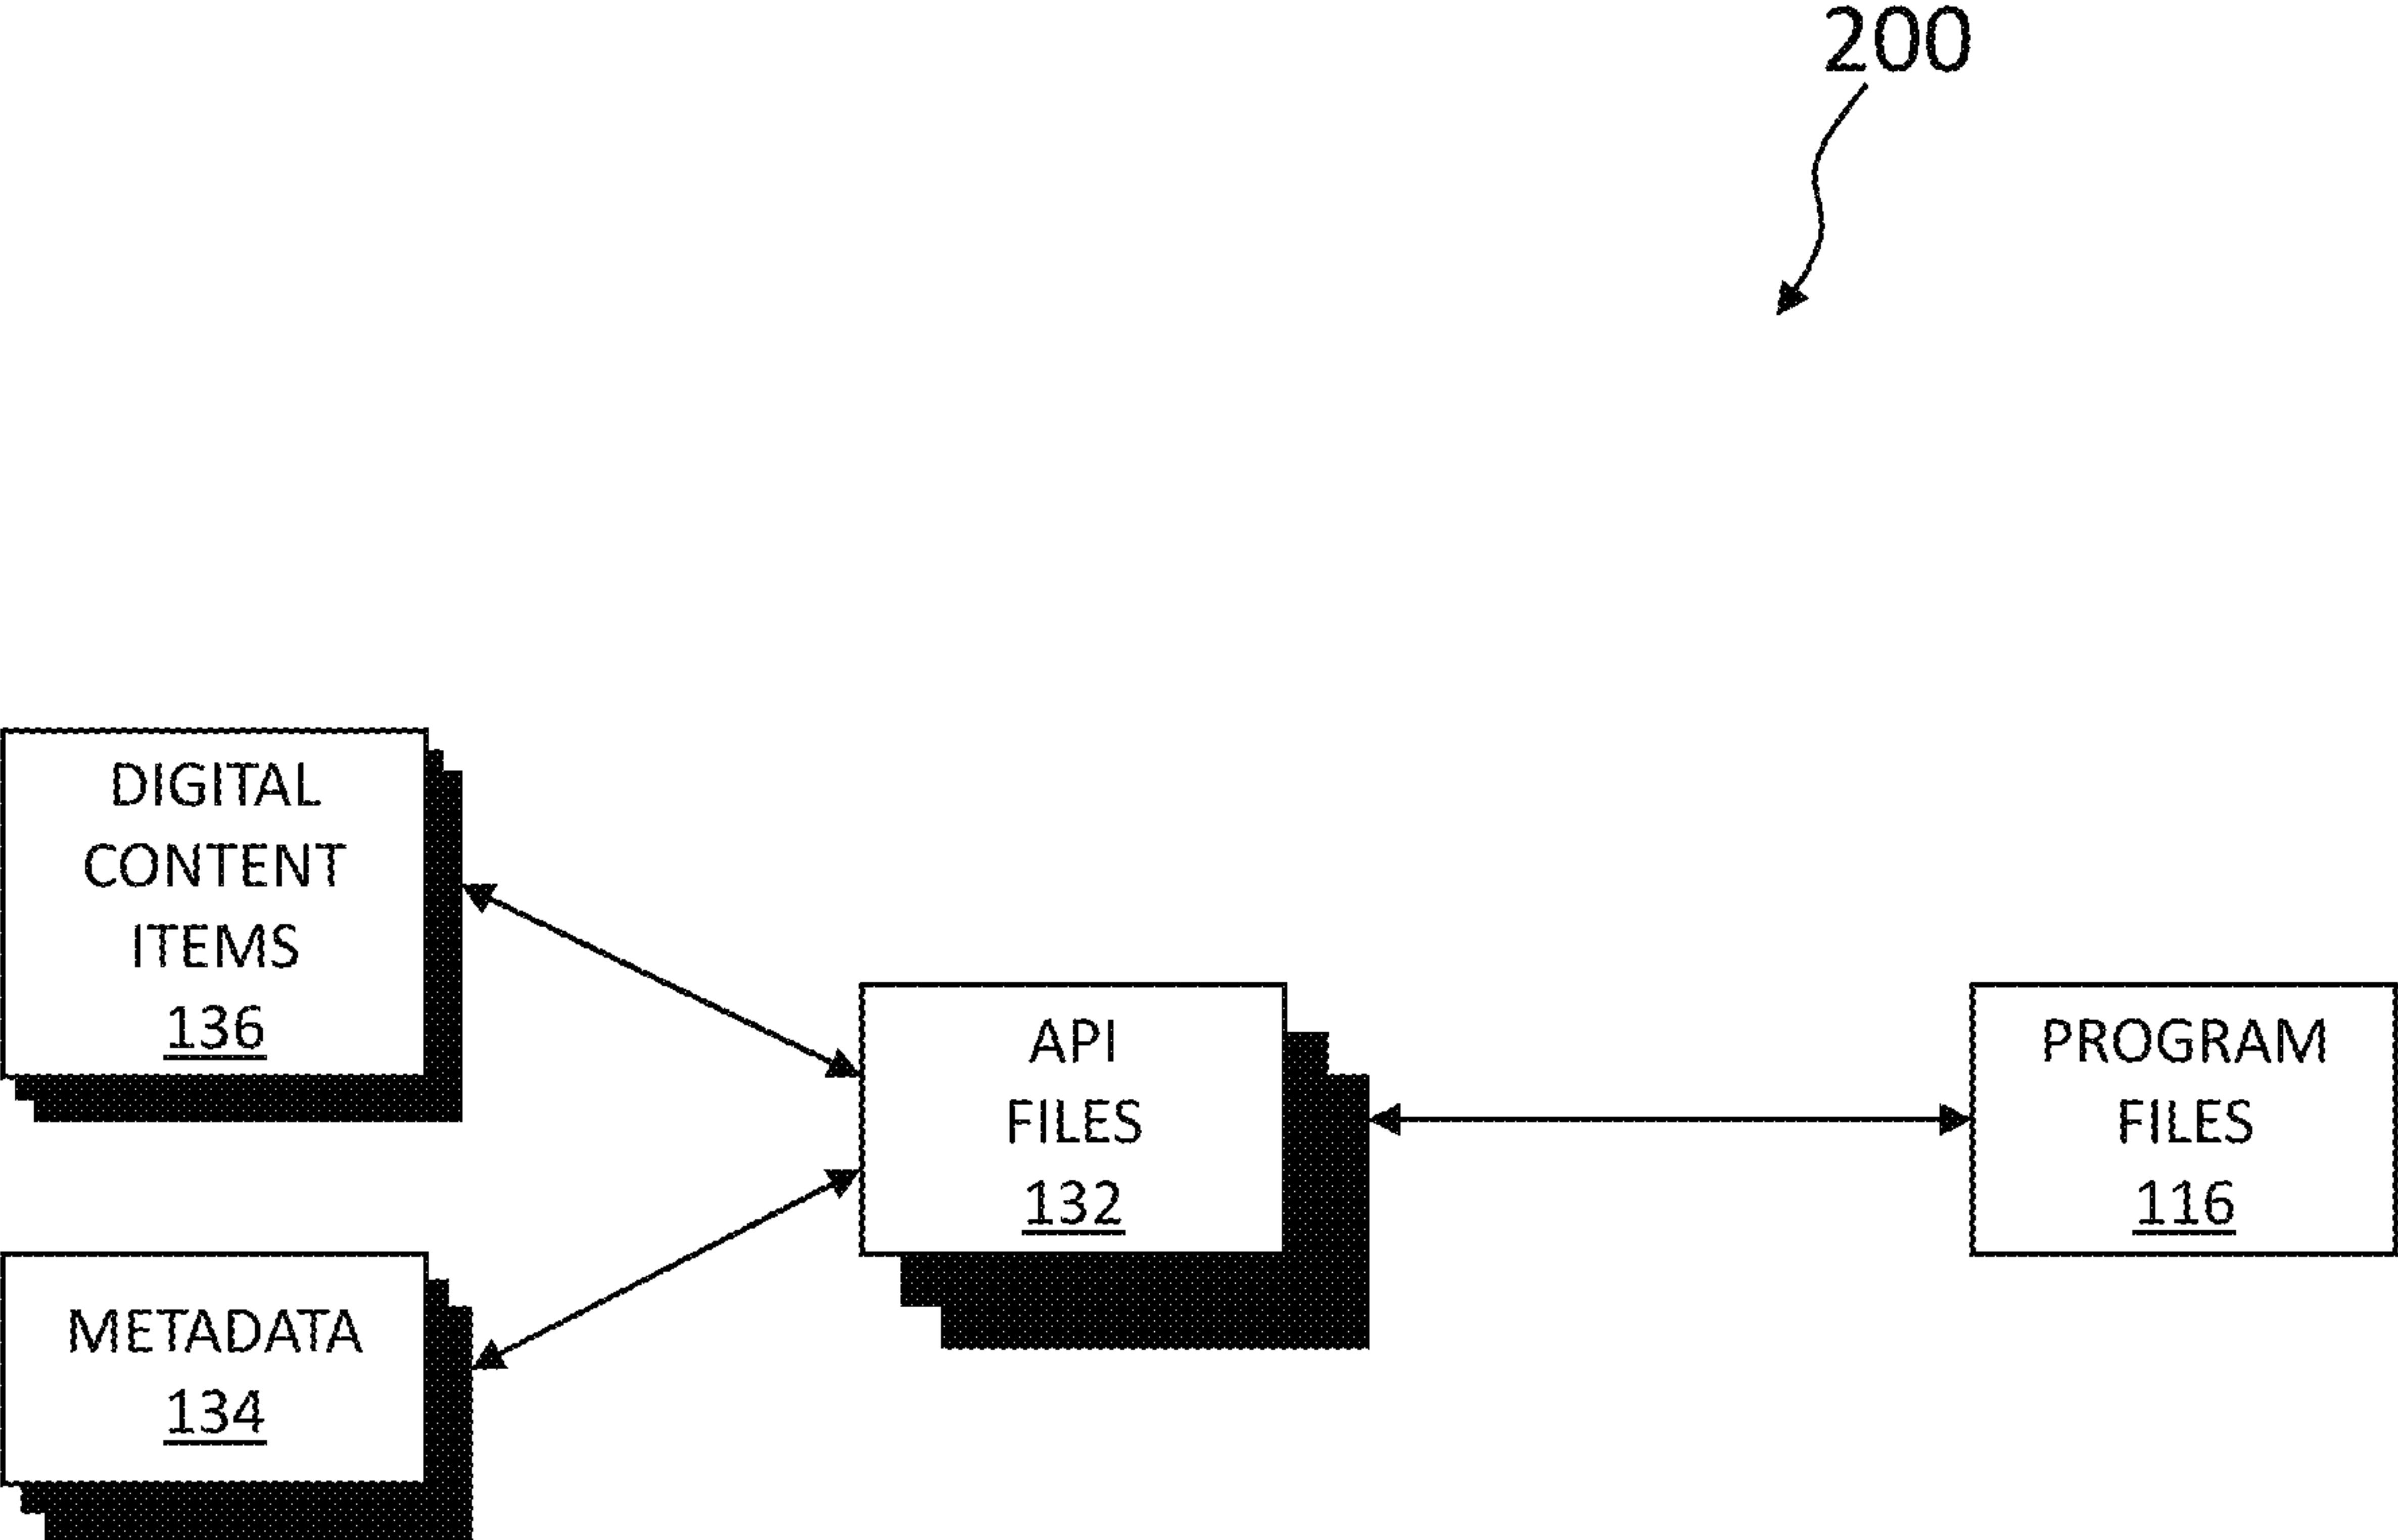 200
DIGITAL
CONTENT
ITEMS
136
API
FILES
132
PROGRAM
FILES
116
METADATA
134